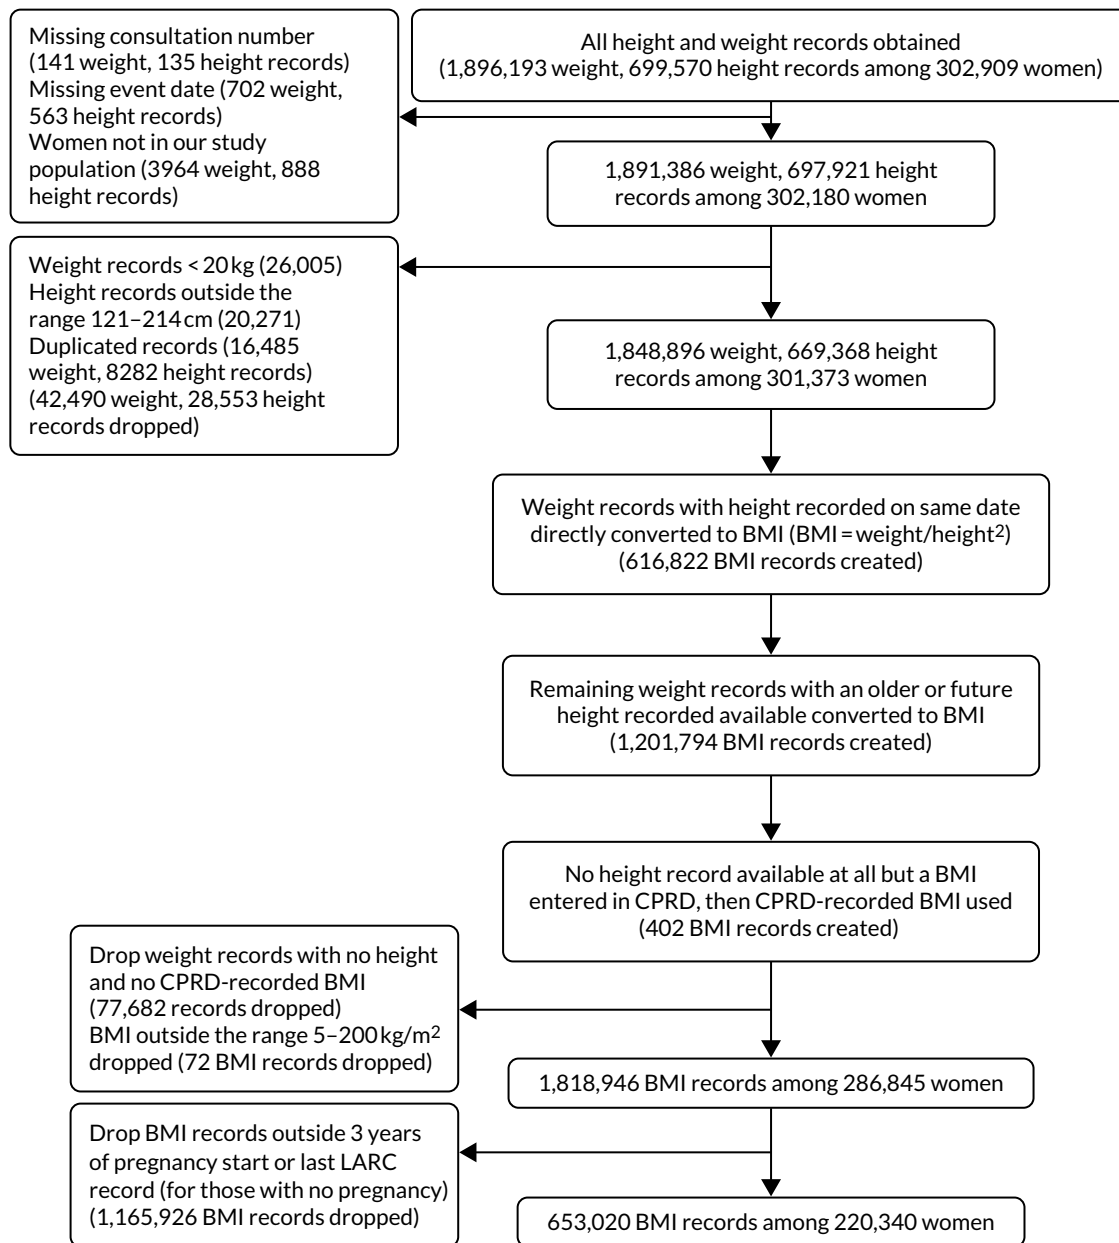 Missing consultation number
(141 weight, 135 height records)
Missing event date (702 weight,
563 height records)
Women not in our study
population (3964 weight, 888
height records)
All height and weight records obtained
(1,896,193 weight, 699,570 height records among 302,909 women)
1,891,386 weight, 697,921 height
records among 302,180 women
Weight records < 20 kg (26,005)
Height records outside the
range 121–214 cm (20,271)
Duplicated records (16,485
weight, 8282 height records)
(42,490 weight, 28,553 height
records dropped)
1,848,896 weight, 669,368 height
records among 301,373 women
Weight records with height recorded on same date
directly converted to BMI (BMI = weight/height²)
(616,822 BMI records created)
Remaining weight records with an older or future
height recorded available converted to BMI
(1,201,794 BMI records created)
No height record available at all but a BMI
entered in CPRD, then CPRD-recorded BMI used
(402 BMI records created)
Drop weight records with no height
and no CPRD-recorded BMI
(77,682 records dropped)
BMI outside the range 5–200 kg/m²
dropped (72 BMI records dropped)
1,818,946 BMI records among 286,845 women
Drop BMI records outside 3 years
of pregnancy start or last LARC
record (for those with no pregnancy)
(1,165,926 BMI records dropped)
653,020 BMI records among 220,340 women